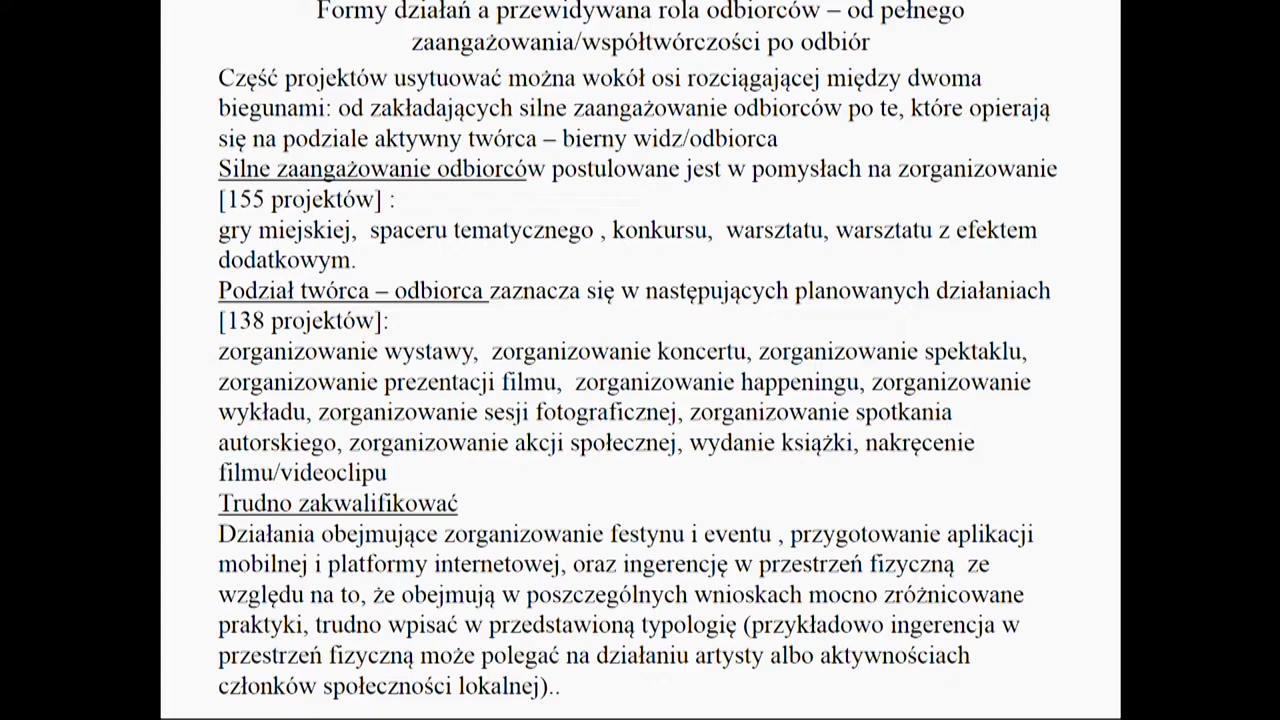 Formy działań a przewidywana rola odbiorców – od pełnego
zaangażowania/współtwórczości po odbiór
Część projektów usytuować można wokół osi rozciągającej między dwoma
biegunami: od zakładających silne zaangażowanie odbiorców po te, które opierają
się na podziale aktywny twórca – bierny widz/odbiorca
Silne zaangażowanie odbiorców postulowane jest w pomysłach na zorganizowanie
[155 projektów] :
gry miejskiej,  spaceru tematycznego , konkursu,  warsztatu, warsztatu z efektem
dodatkowym.
Podział twórca – odbiorca zaznacza się w następujących planowanych działaniach
[138 projektów]:
zorganizowanie wystawy,  zorganizowanie koncertu, zorganizowanie spektaklu,
zorganizowanie prezentacji filmu,  zorganizowanie happeningu, zorganizowanie
wykładu, zorganizowanie sesji fotograficznej, zorganizowanie spotkania
autorskiego, zorganizowanie akcji społecznej, wydanie książki, nakręcenie
filmu/videoclipu
Trudno zakwalifikować
Działania obejmujące zorganizowanie festynu i eventu , przygotowanie aplikacji
mobilnej i platformy internetowej, oraz ingerencję w przestrzeń fizyczną  ze
względu na to, że obejmują w poszczególnych wnioskach mocno zróżnicowane
praktyki, trudno wpisać w przedstawioną typologię (przykładowo ingerencja w
przestrzeń fizyczną może polegać na działaniu artysty albo aktywnościach
członków społeczności lokalnej)..